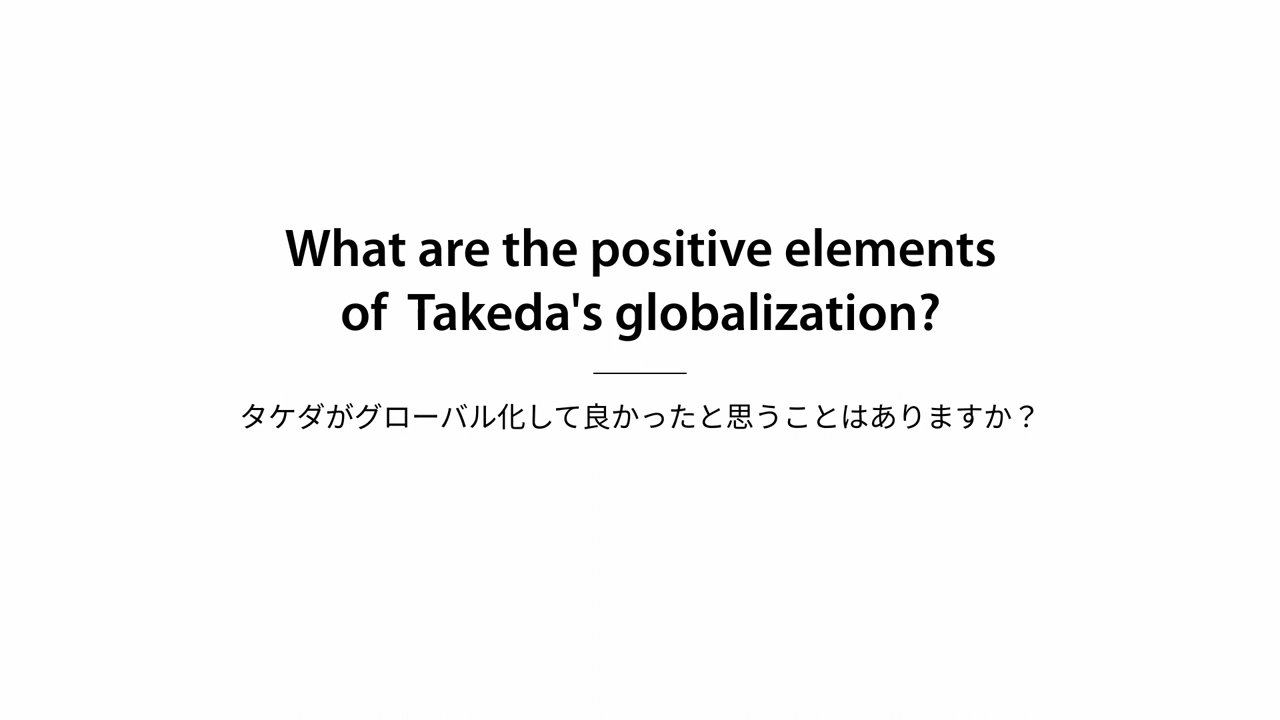 What are the positive elements
of  Takeda's globalization?
タケダがグローバル化して良かったと思うことはありますか？